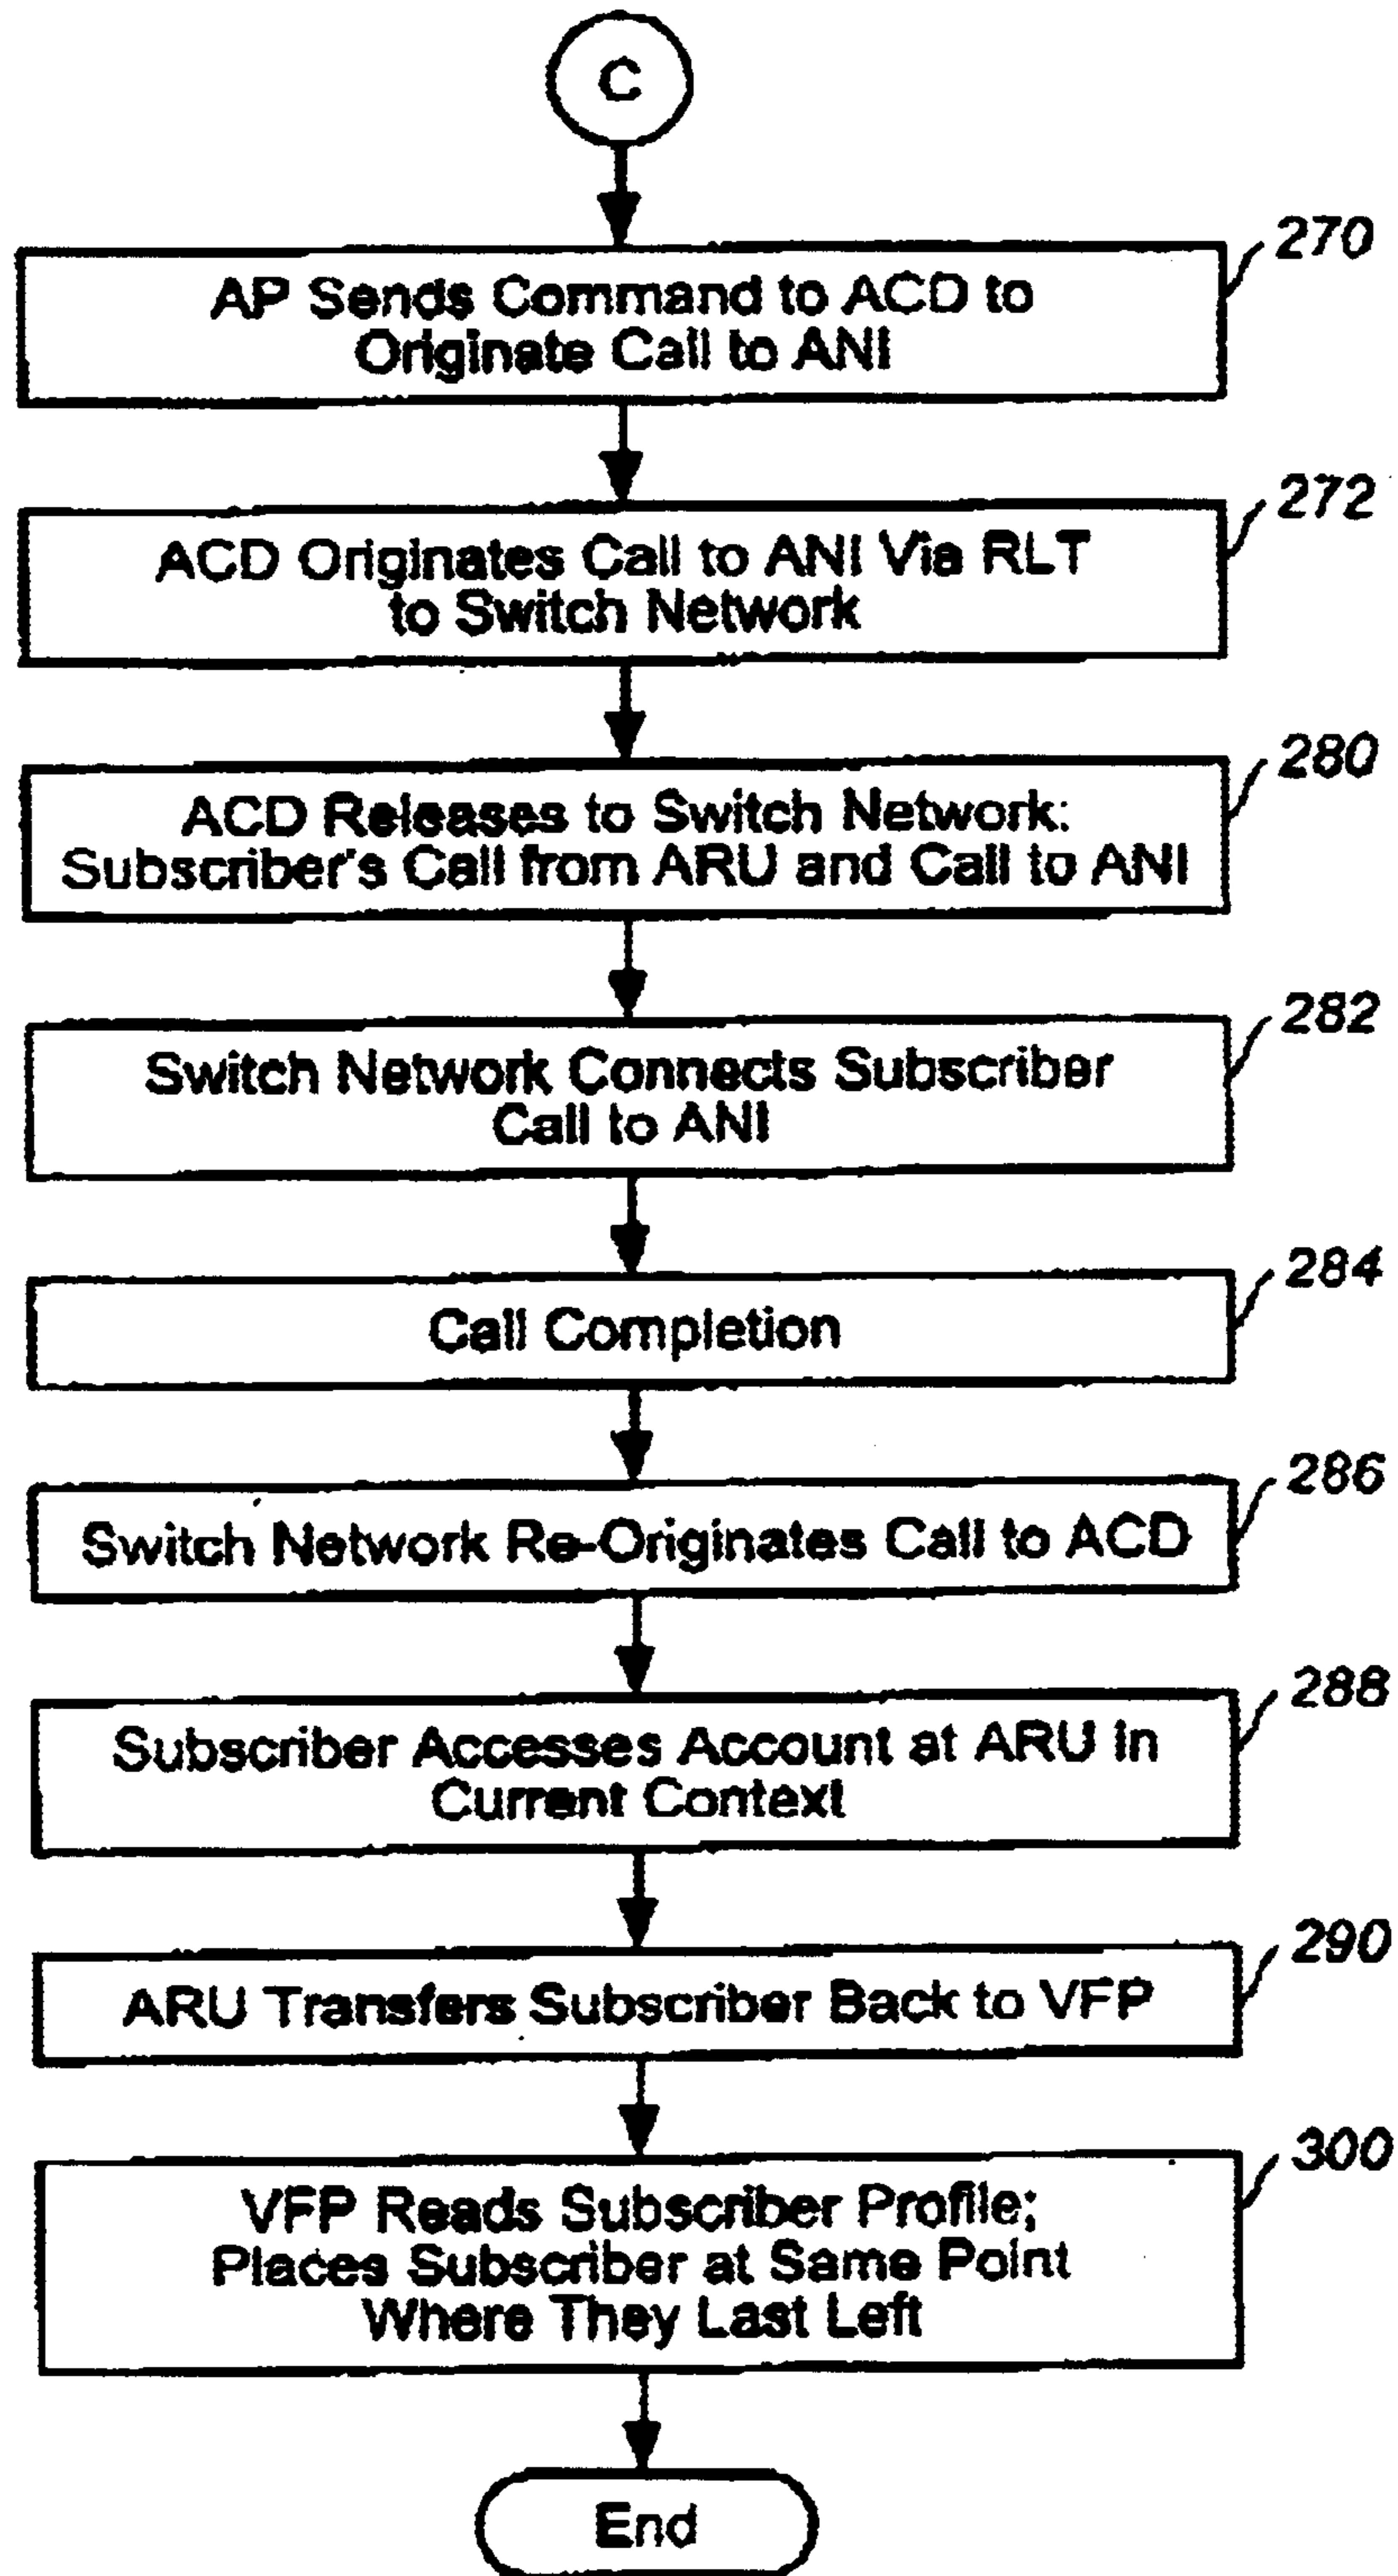 C
270
AP Sends Command to ACD to
Originate Call to ANI
272
ACD Originates Call to ANI Via RLT
to Switch Network
280
ACD Releases to Switch Network:
Subscriber's Call from ARU and Call to ANI
282
Switch Network Connects Subscriber
Call to ANI
284
Call Completion
286
Switch Network Re-Originates Call to ACD
288
Subscriber Accesses Account at ARU in
Current Context
290
ARU Transfers Subscriber Back to VFP
300
VFP Reads Subscriber Profile;
Places Subscriber at Same Point
Where They Last Left
End